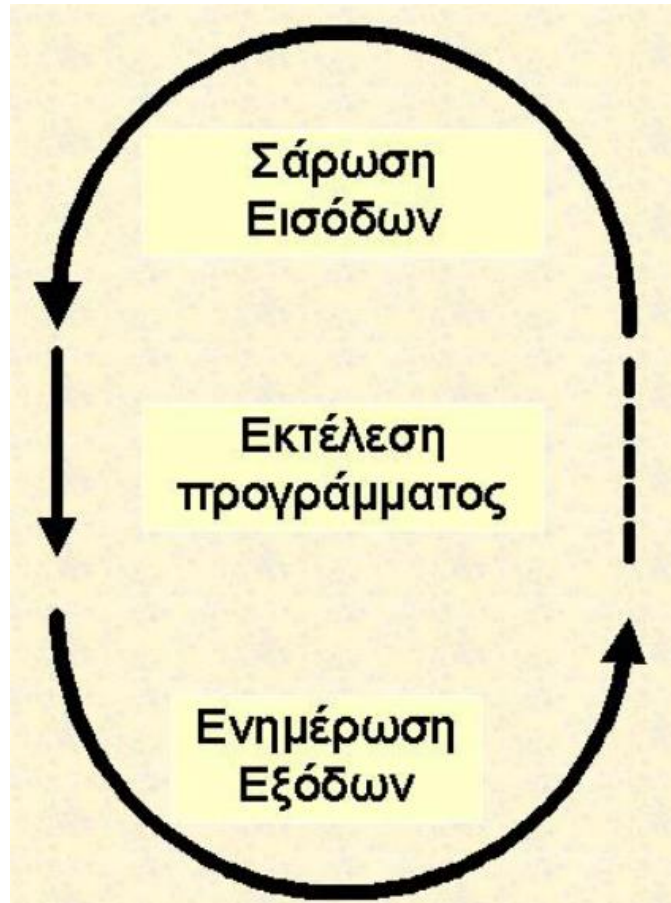 Σάρωση
Εισόδων
Εκτέλεση
προγράμματος
Ενημέρωση
Εξόδων